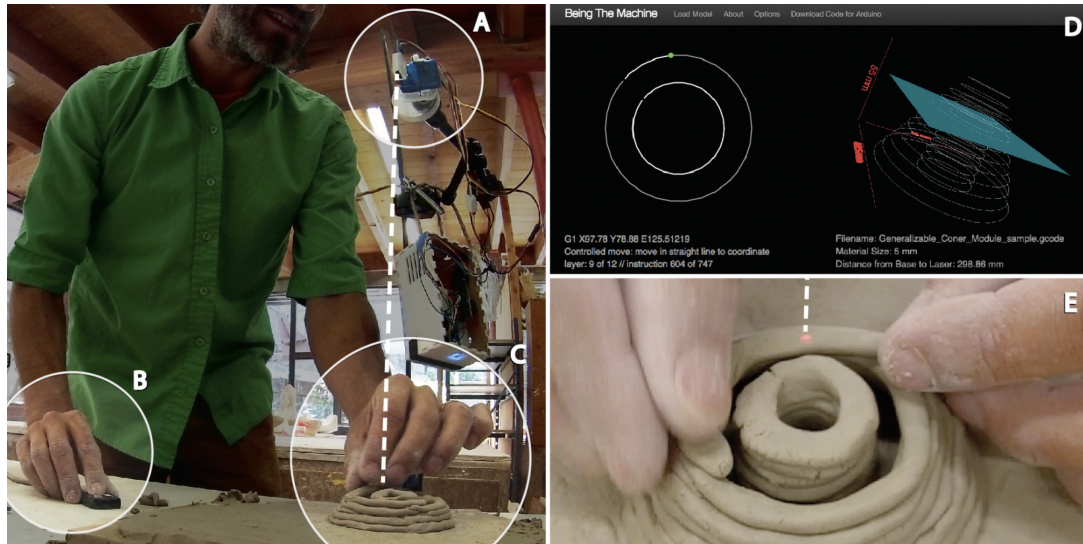 A
B
C
Being The Machine Load Model About Options Download Code for Arduino
D
55 mm
G1 X97.78 Y78.88 E125.51219
Controlled move: move in straight line to coordinate
layer: 9 of 12 // instruction 604 of 747
Filename: Generalizable_Coner_Module_sample.gcode
Material Size: 5 mm
Distance from Base to Laser: 298.86 mm
E